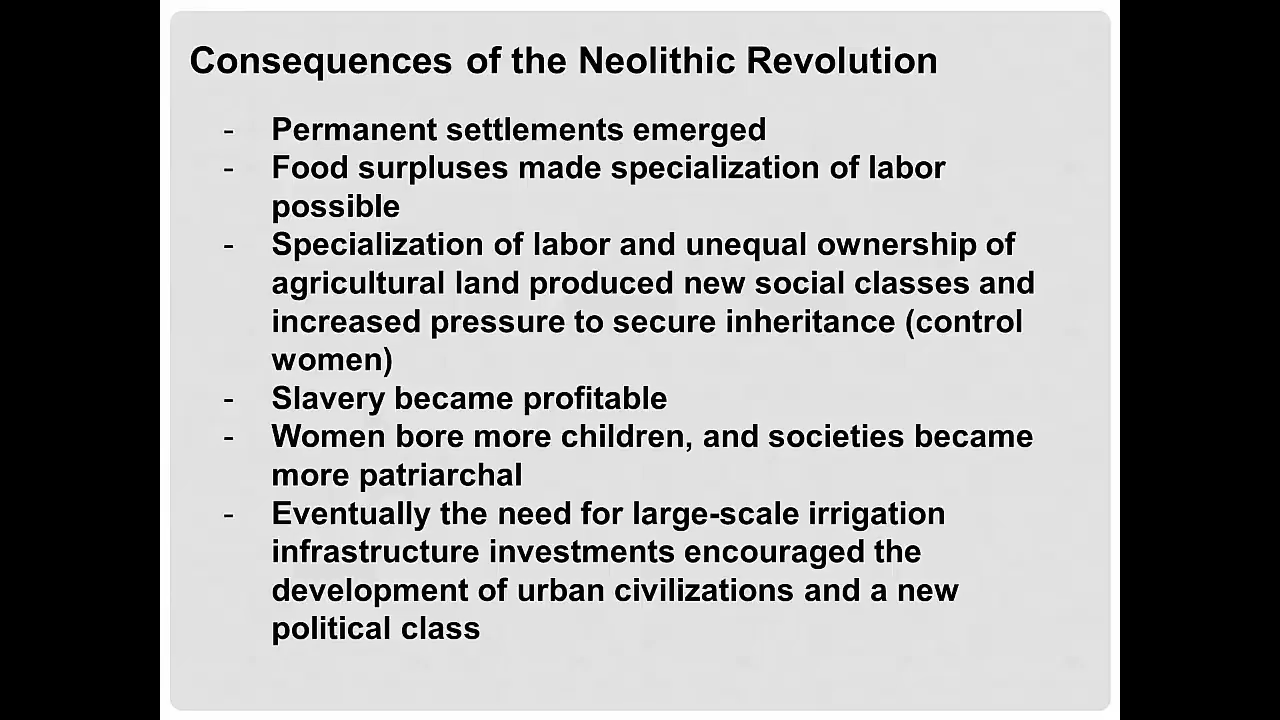 Consequences of the Neolithic Revolution
- Permanent settlements emerged
- Food surpluses made specialization of labor
possible
- Specialization of labor and unequal ownership of
agricultural land produced new social classes and
increased pressure to secure inheritance (control
women)
- Slavery became profitable
- Women bore more children, and societies became
more patriarchal
- Eventually the need for large-scale irrigation
infrastructure investments encouraged the
development of urban civilizations and a new
political class